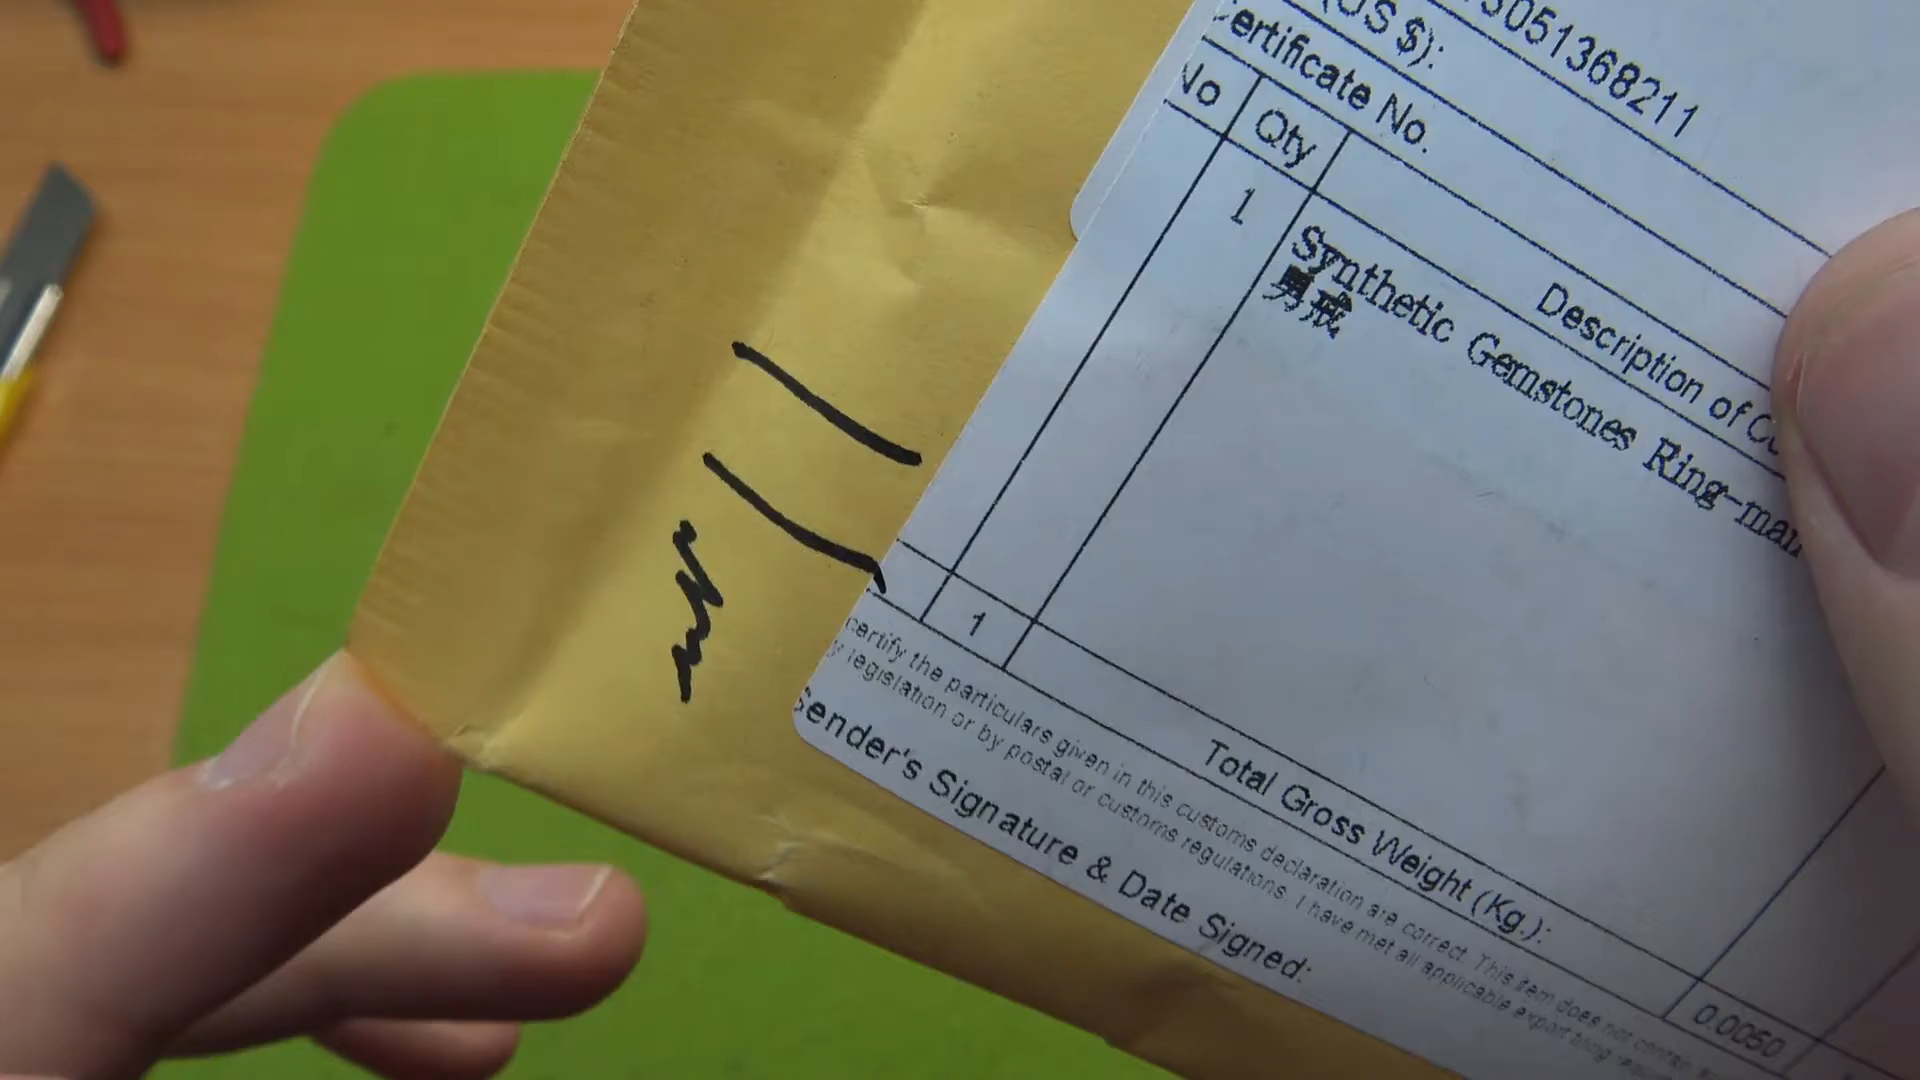 3051368211
(US $):
Certificate No.
No Qty Description of
1 Synthetic Gemstones Ring-man
男戒
1 Total Gross Weight (Kg.): 0.0050
certify the particulars given in this customs declaration are correct. This item does not contain
legislation or by postal or customs regulations. I have met all applicable export filing
Sender's Signature & Date Signed: